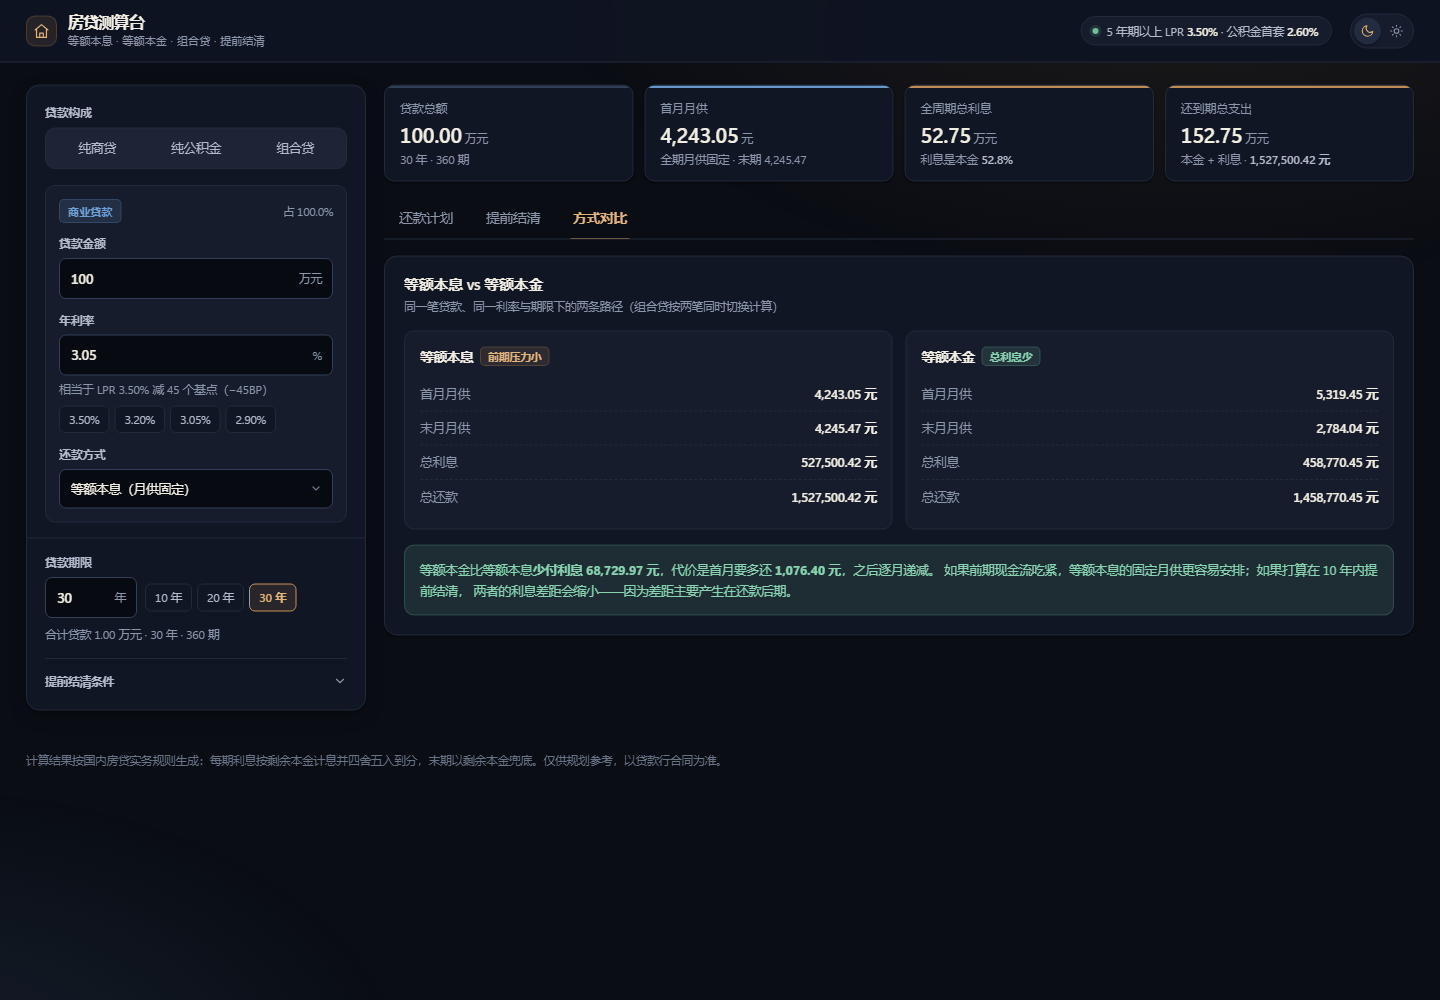 房贷测算台
等额本息 · 等额本金 · 组合贷 · 提前结清
5 年期以上 LPR 3.50% · 公积金首套 2.60%
贷款构成
纯商贷 纯公积金 组合贷
商业贷款 占 100.0%
贷款金额
100 万元
年利率
3.05 %
相当于 LPR 3.50% 减 45 个基点（−45BP）
3.50% 3.20% 3.05% 2.90%
还款方式
等额本息（月供固定）
贷款期限
30 年 10 年 20 年 30 年
合计贷款 1.00 万元 · 30 年 · 360 期
提前结清条件
贷款总额
100.00 万元
30 年 · 360 期
首月月供
4,243.05 元
全期月供固定 · 末期 4,245.47
全周期总利息
52.75 万元
利息是本金 52.8%
还到期总支出
152.75 万元
本金 + 利息 · 1,527,500.42 元
还款计划 提前结清 方式对比
等额本息 vs 等额本金
同一笔贷款、同一利率与期限下的两条路径（组合贷按两笔同时切换计算）
等额本息 前期压力小
首月月供 4,243.05 元
末月月供 4,245.47 元
总利息 527,500.42 元
总还款 1,527,500.42 元
等额本金 总利息少
首月月供 5,319.45 元
末月月供 2,784.04 元
总利息 458,770.45 元
总还款 1,458,770.45 元
等额本金比等额本息少付利息 68,729.97 元，代价是首月要多还 1,076.40 元，之后逐月递减。 如果前期现金流吃紧，等额本息的固定月供更容易安排；如果打算在 10 年内提
前结清， 两者的利息差距会缩小——因为差距主要产生在还款后期。
计算结果按国内房贷实务规则生成：每期利息按剩余本金计息并四舍五入到分，末期以剩余本金兜底。仅供规划参考，以贷款行合同为准。